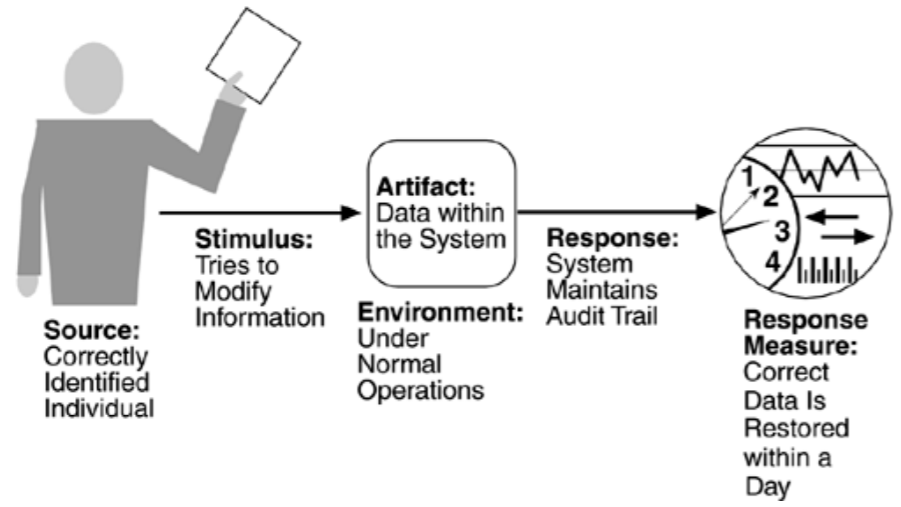 Source:
Correctly
Identified
Individual
Stimulus:
Tries to
Modify
Information
Artifact:
Data within
the System
Environment:
Under
Normal
Operations
Response:
System
Maintains
Audit Trail
1
2
3
4
Response
Measure:
Correct
Data Is
Restored
within a
Day